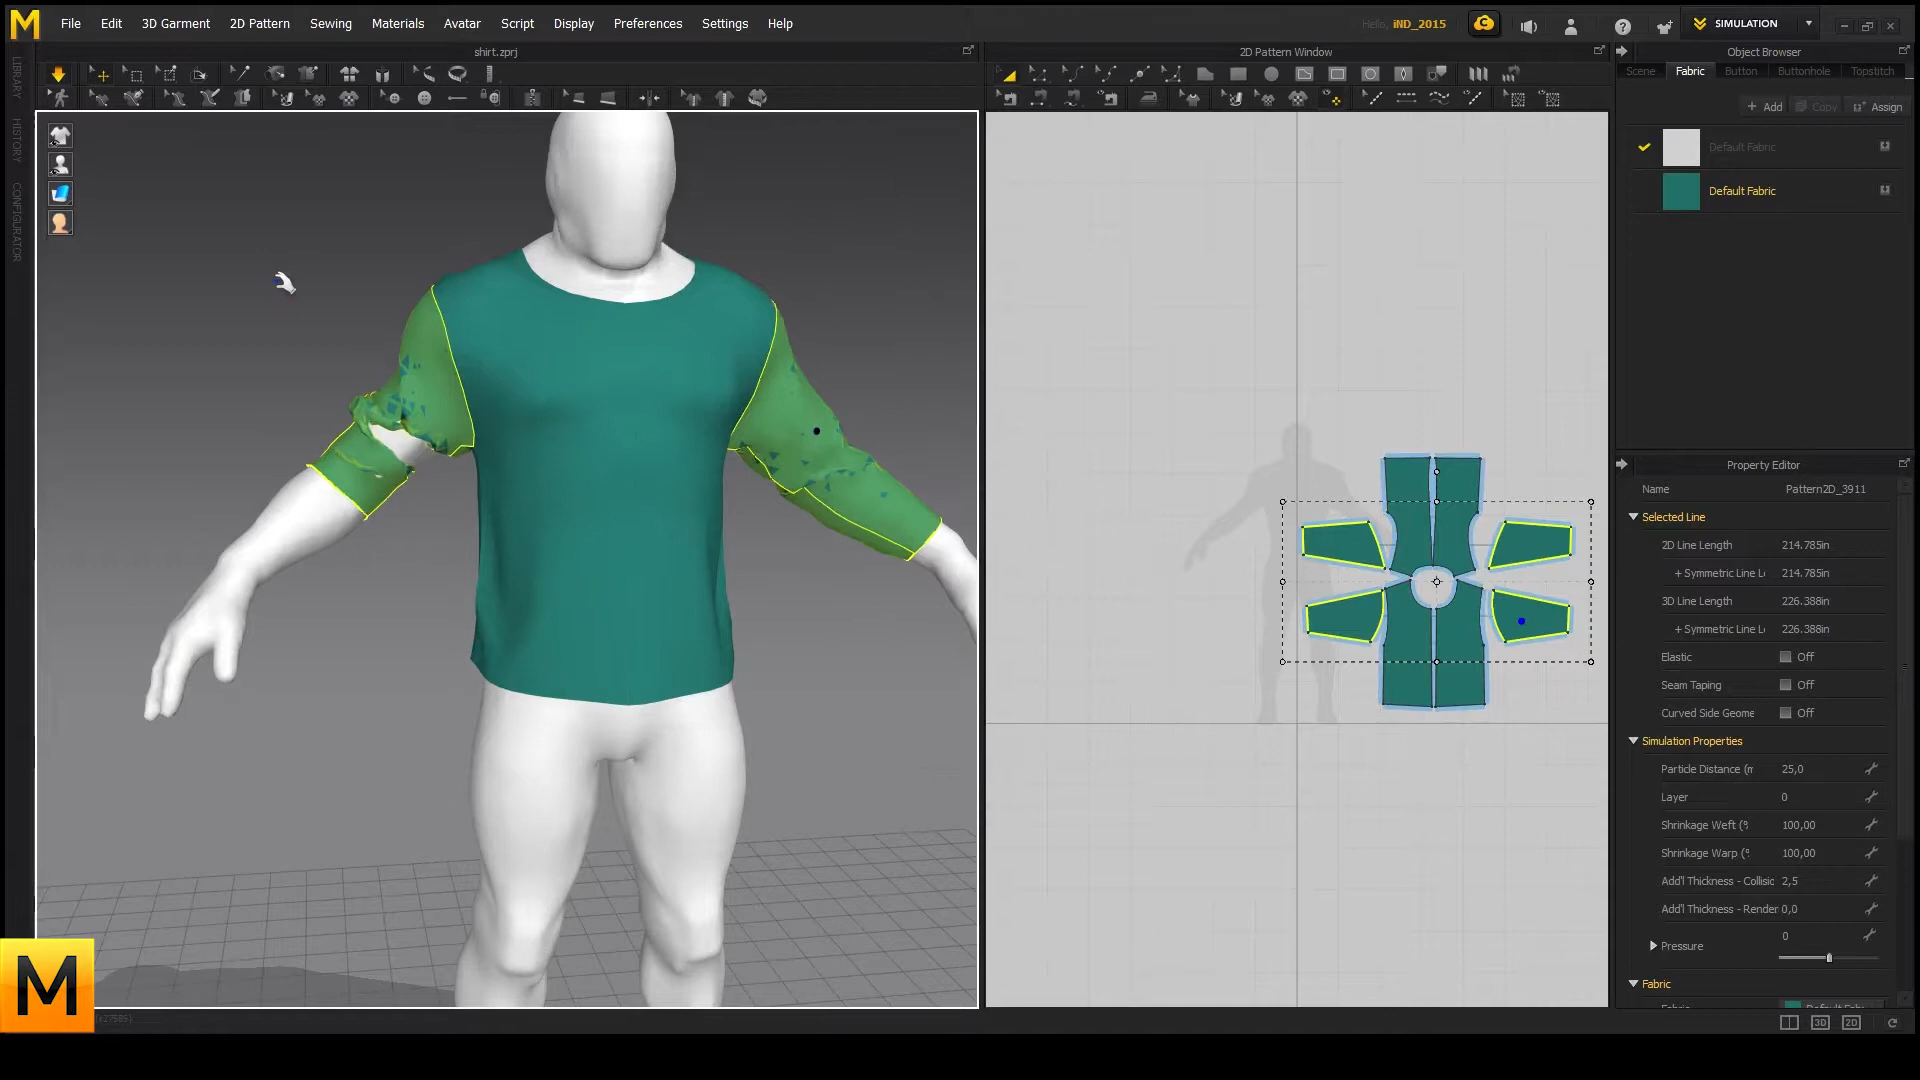 M
File Edit 3D Garment 2D Pattern Sewing Materials Avatar Script Display Preferences Settings Help
Hello, iND_2015
SIMULATION
shirt.zprj
2D Pattern Window
Object Browser
LIBRARY
HISTORY
CONFIGURATOR
Scene Fabric Button Buttonhole Topstitch
+ Add Copy Assign
Default Fabric
Default Fabric
Property Editor
Name Pattern2D_3911
Selected Line
2D Line Length 214.785in
+ Symmetric Line L 214.785in
3D Line Length 226.388in
+ Symmetric Line L 226.388in
Elastic Off
Seam Taping Off
Curved Side Geome Off
Simulation Properties
Particle Distance (m 25,0
Layer 0
Shrinkage Weft (% 100,00
Shrinkage Warp (% 100,00
Add'l Thickness - Collisic 2,5
Add'l Thickness - Render 0,0
Pressure 0
Fabric
M
3D 2D